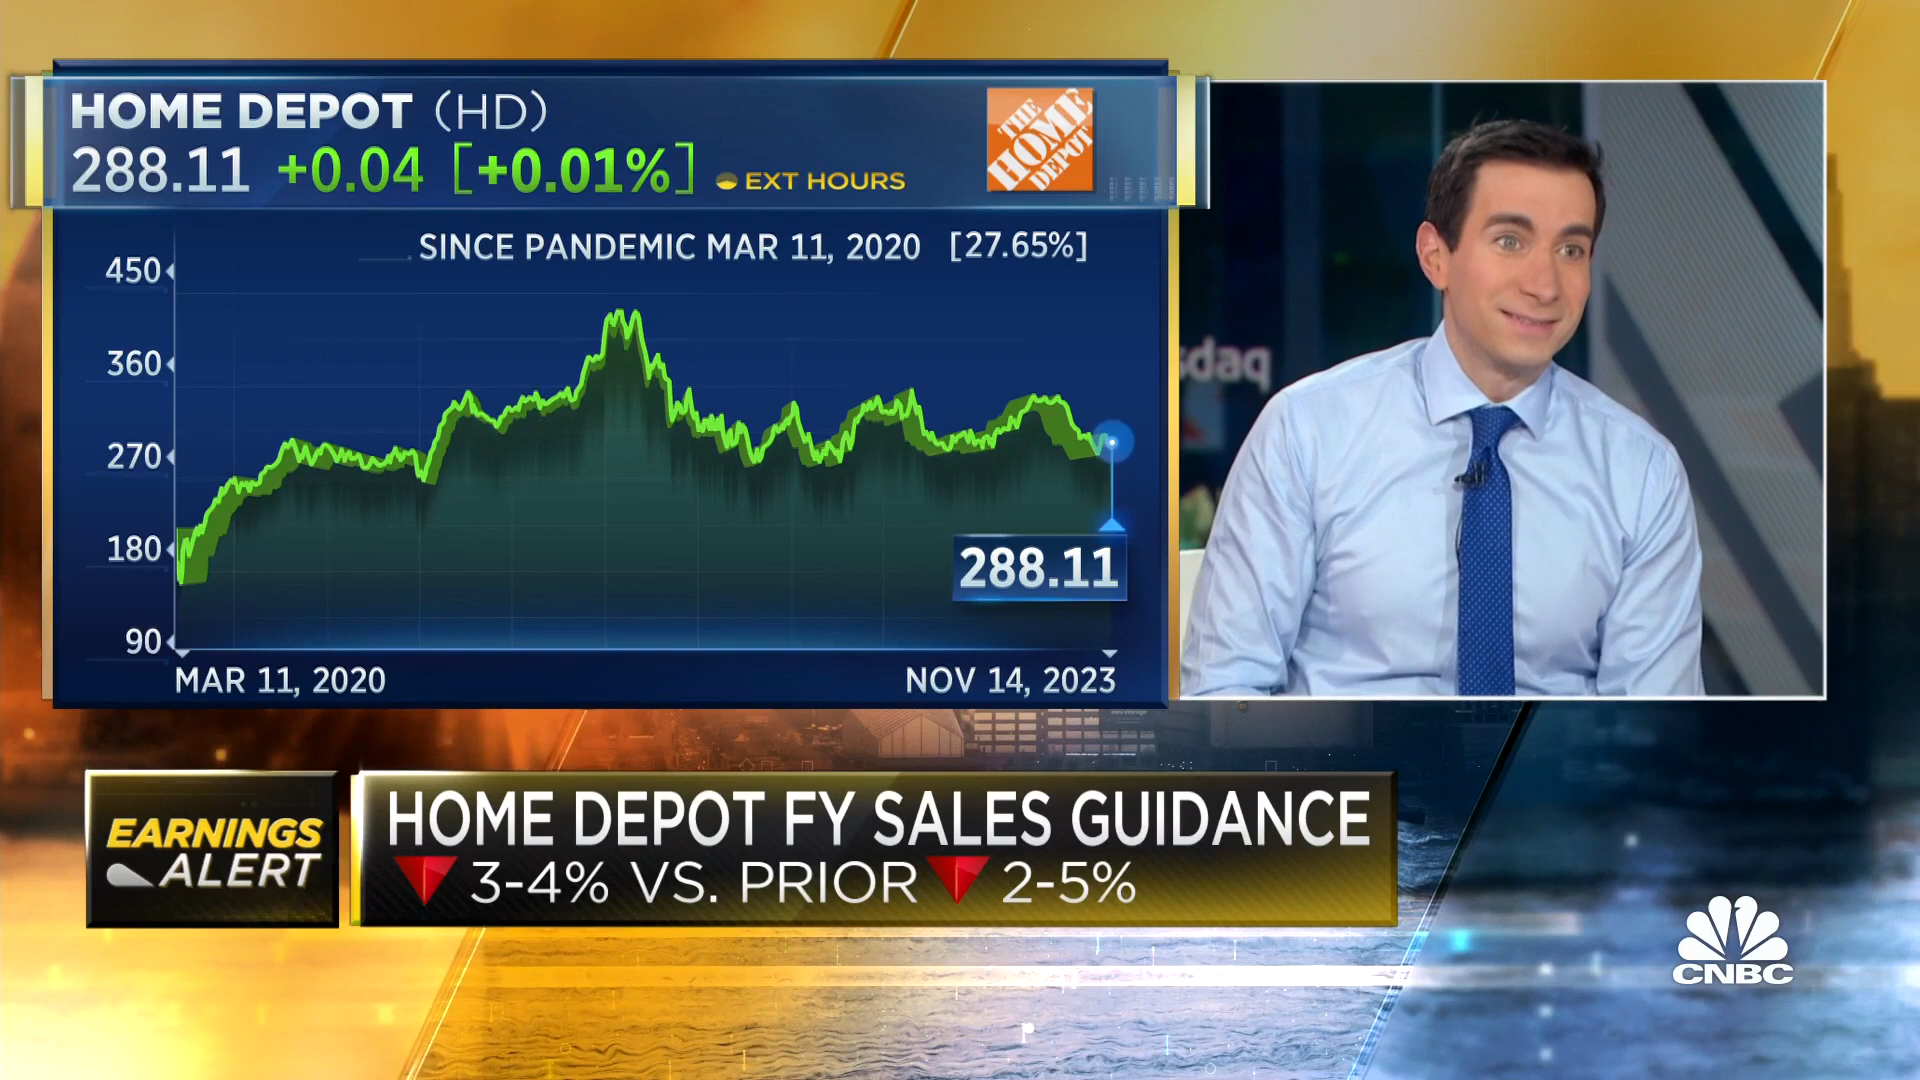 HOME DEPOT (HD)
288.11 +0.04 [+0.01%] EXT HOURS
THE HOME DEPOT
SINCE PANDEMIC MAR 11, 2020 [27.65%]
450
360
270
180
90
288.11
MAR 11, 2020
NOV 14, 2023
sdaq
EARNINGS ALERT
HOME DEPOT FY SALES GUIDANCE
3-4% VS. PRIOR 2-5%
CNBC